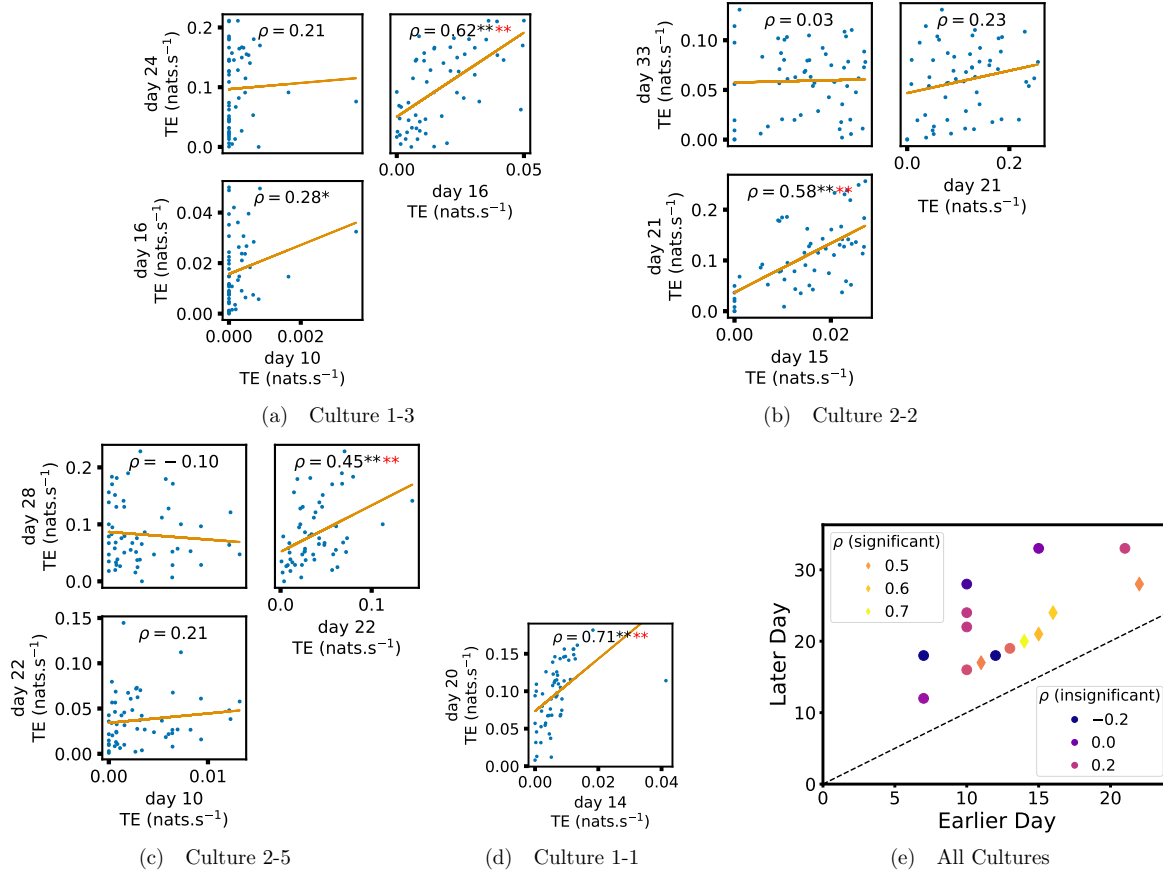 ρ = 0.21
day 24
TE (nats.s⁻¹)
0.2
0.1
0.0
ρ = 0.62****
0.00
0.05
day 16
TE (nats.s⁻¹)
ρ = 0.28*
day 16
TE (nats.s⁻¹)
0.04
0.02
0.00
0.000
0.002
day 10
TE (nats.s⁻¹)
(a) Culture 1-3
ρ = 0.03
day 33
TE (nats.s⁻¹)
0.10
0.05
0.00
ρ = 0.23
0.0
0.2
day 21
TE (nats.s⁻¹)
ρ = 0.58****
day 21
TE (nats.s⁻¹)
0.2
0.1
0.0
0.00
0.02
day 15
TE (nats.s⁻¹)
(b) Culture 2-2
ρ = −0.10
day 28
TE (nats.s⁻¹)
0.2
0.1
0.0
ρ = 0.45****
0.0
0.1
day 22
TE (nats.s⁻¹)
ρ = 0.21
day 22
TE (nats.s⁻¹)
0.15
0.10
0.05
0.00
0.00
0.01
day 10
TE (nats.s⁻¹)
(c) Culture 2-5
ρ = 0.71****
day 20
TE (nats.s⁻¹)
0.20
0.15
0.10
0.05
0.00
0.00
0.02
0.04
day 14
TE (nats.s⁻¹)
(d) Culture 1-1
ρ (significant)
0.5
0.6
0.7
Later Day
30
20
10
0
ρ (insignificant)
−0.2
0.0
0.2
0
5
10
15
20
Earlier Day
(e) All Cultures